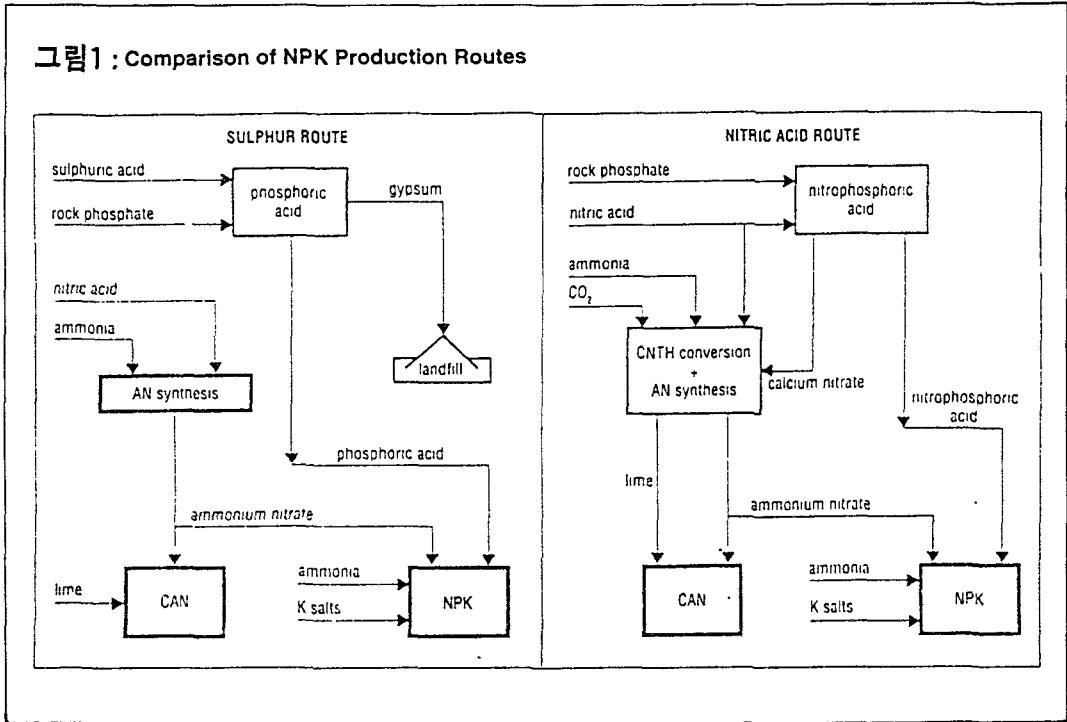 그림1 : Comparison of NPK Production Routes
SULPHUR ROUTE
sulphuric acid
rock phosphate
phosphoric
acid
gypsum
landfill
nitric acid
ammonia
AN synthesis
phosphoric acid
ammonium nitrate
lime
CAN
ammonia
K salts
NPK
NITRIC ACID ROUTE
rock phosphate
nitric acid
nitrophosphoric
acid
ammonia
CO₂
CNTH conversion
+
AN synthesis
calcium nitrate
nitrophosphoric
acid
lime
ammonium nitrate
CAN
ammonia
K salts
NPK